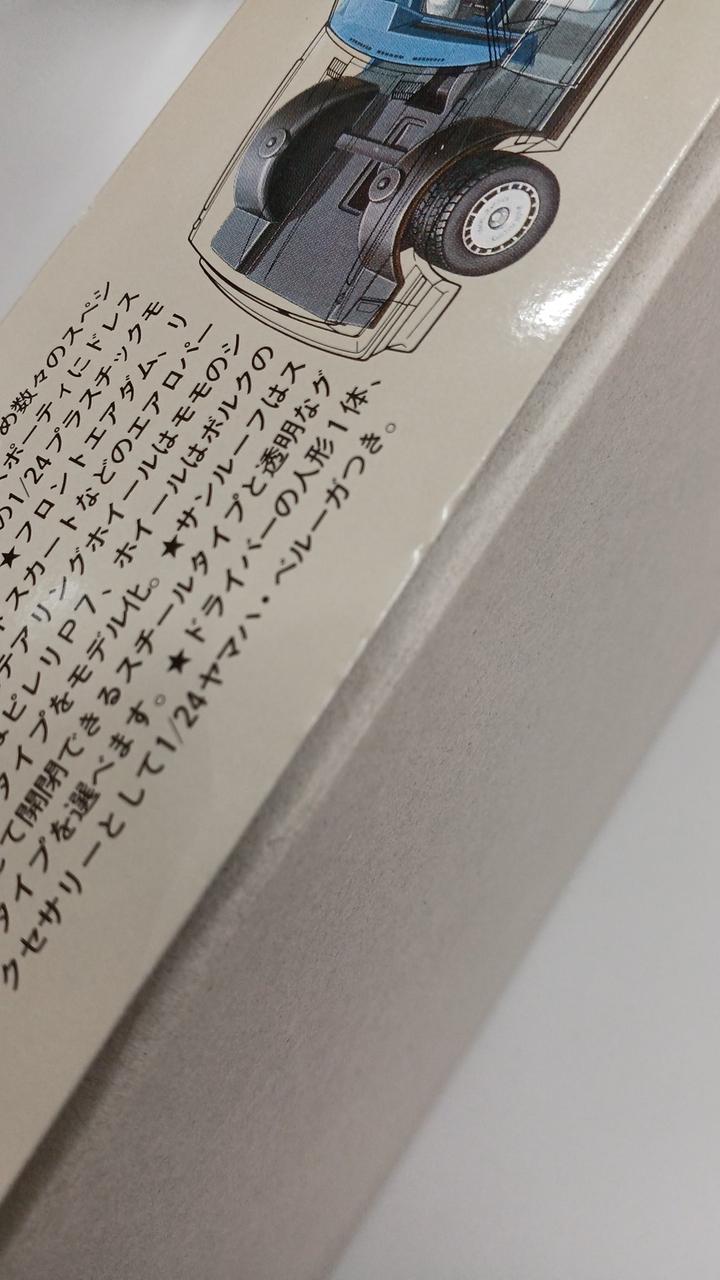 め数々のスペシ
スポーティにドレス
の1/24プラスチックモ
★フロントエアダム、リ
ドスカートなどのエアロパー
テアリングホイールはモモのシ
はピレリP7、ホイールはボルクの
タイプをモデル化。★サンルーフはス
て開閉できるスチールタイプと透明なグ
タイプを選べます。★ドライバーの人形1体、
クセサリーとして1/24ヤマハ・ベルーガつき。